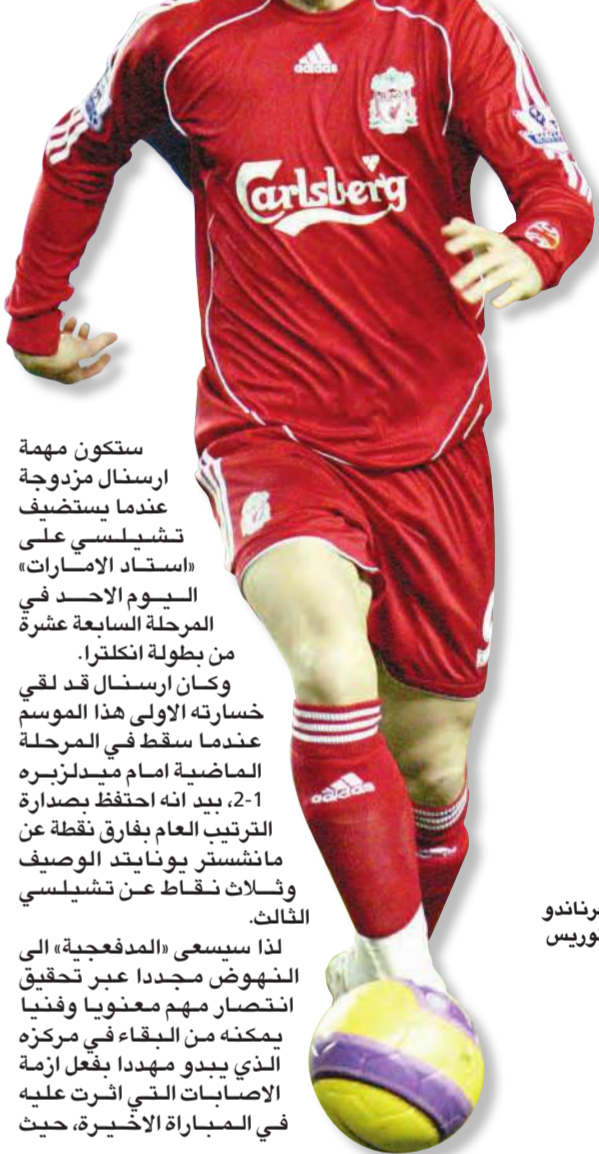 adidas
Carlsberg
ستكون مهمة
ارسنال مزدوجة
عندما يستضيف
تشيلسي على
«استاد الامارات»
اليوم الاحد في
المرحلة السابعة عشرة
من بطولة انكلترا.
وكان ارسنال قد لقي
خسارته الاولى هذا الموسم
عندما سقط في المرحلة
الماضية امام ميدلزبره
1-2، بيد انه احتفظ بصدارة
الترتيب العام بفارق نقطة عن
مانشستر يونايتد الوصيف
وثلاث نقاط عن تشيلسي
الثالث.
لذا سيسعى «المدفعجية» الى
النهوض مجددا عبر تحقيق
انتصار مهم معنويا وفنيا
يمكنه من البقاء في مركزه
الذي يبدو مهددا بفعل ازمة
الاصابات التي اثرت عليه
في المباراة الاخيرة، حيث
adidas
رناندو
وريس